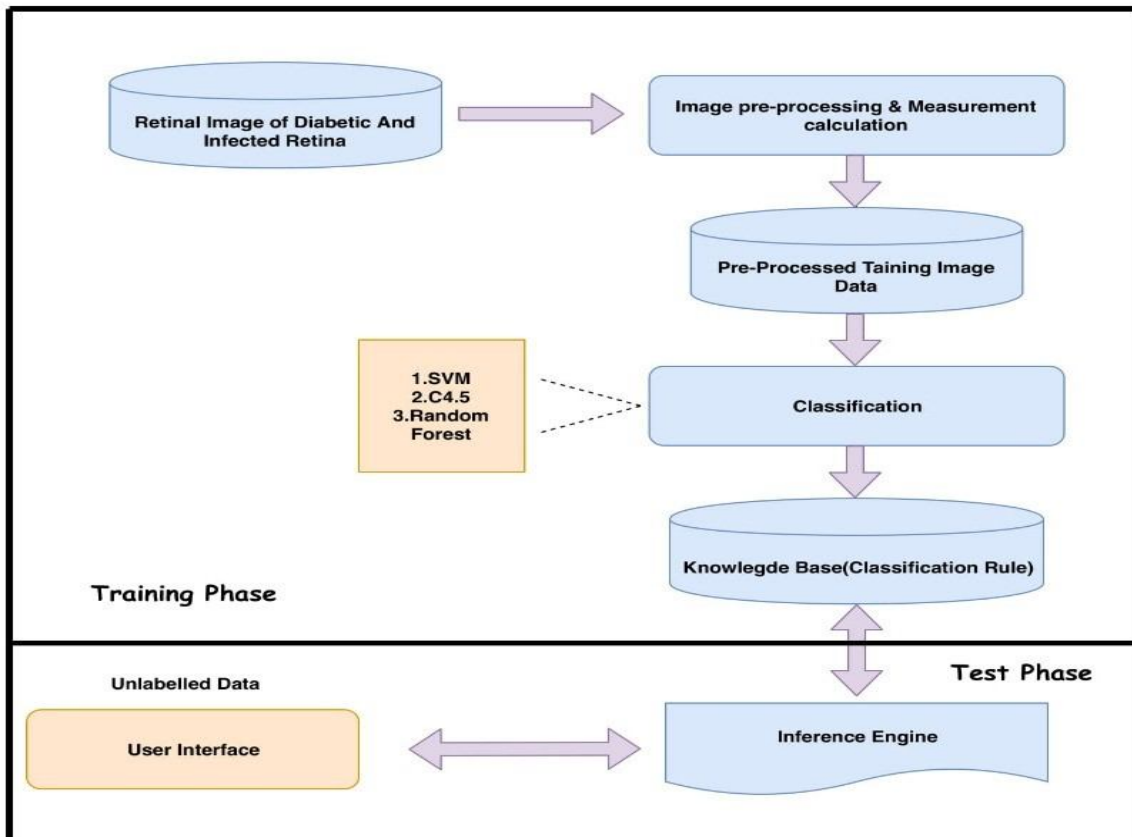 Retinal Image of Diabetic And
Infected Retina
Image pre-processing & Measurement
calculation
Pre-Processed Taining Image
Data
1.SVM
2.C4.5
3.Random
Forest
Classification
Knowlegde Base(Classification Rule)
Training Phase
Test Phase
Unlabelled Data
User Interface
Inference Engine